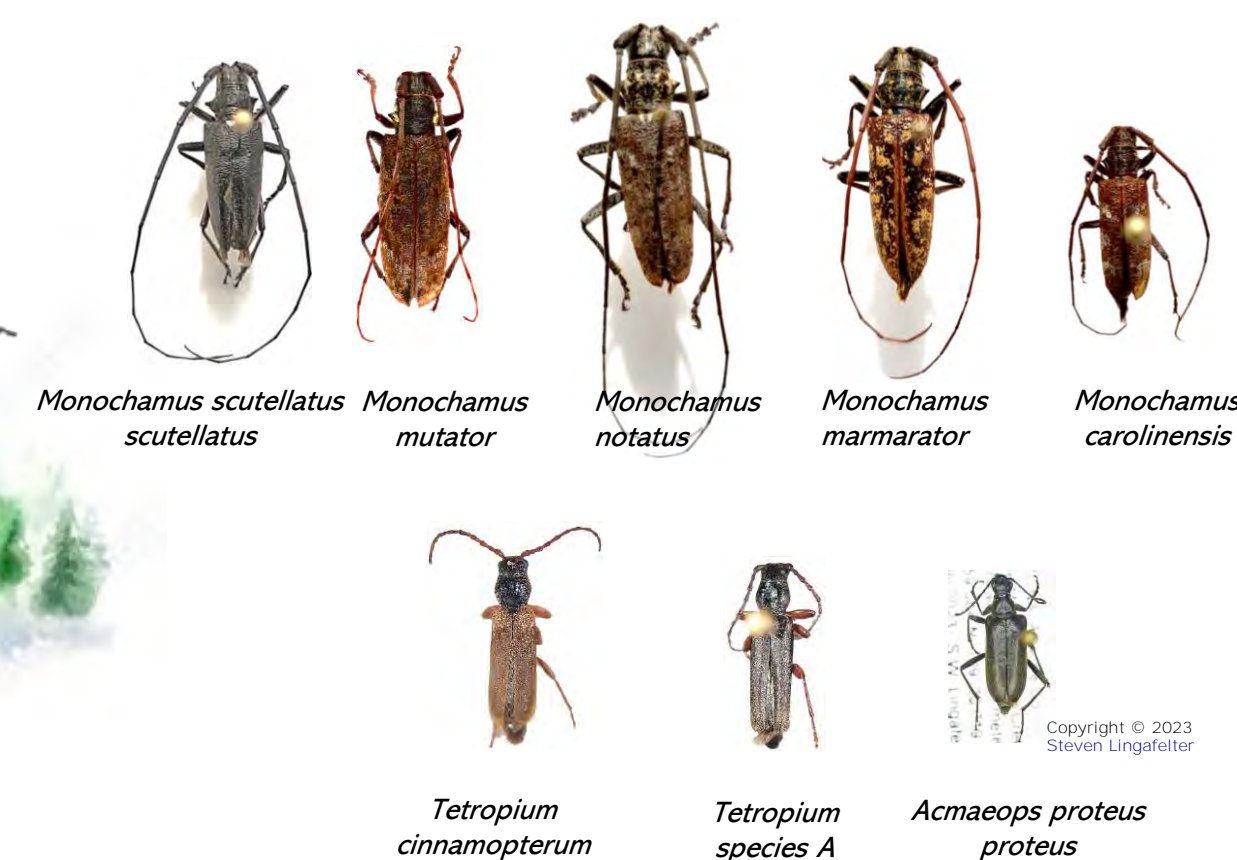 Monochamus scutellatus
scutellatus
Monochamus
mutator
Monochamus
notatus
Monochamus
marmarator
Monochamus
carolinensis
Copyright © 2023
Steven Lingafelter
Tetropium
cinnamopterum
Tetropium
species A
Acmaeops proteus
proteus